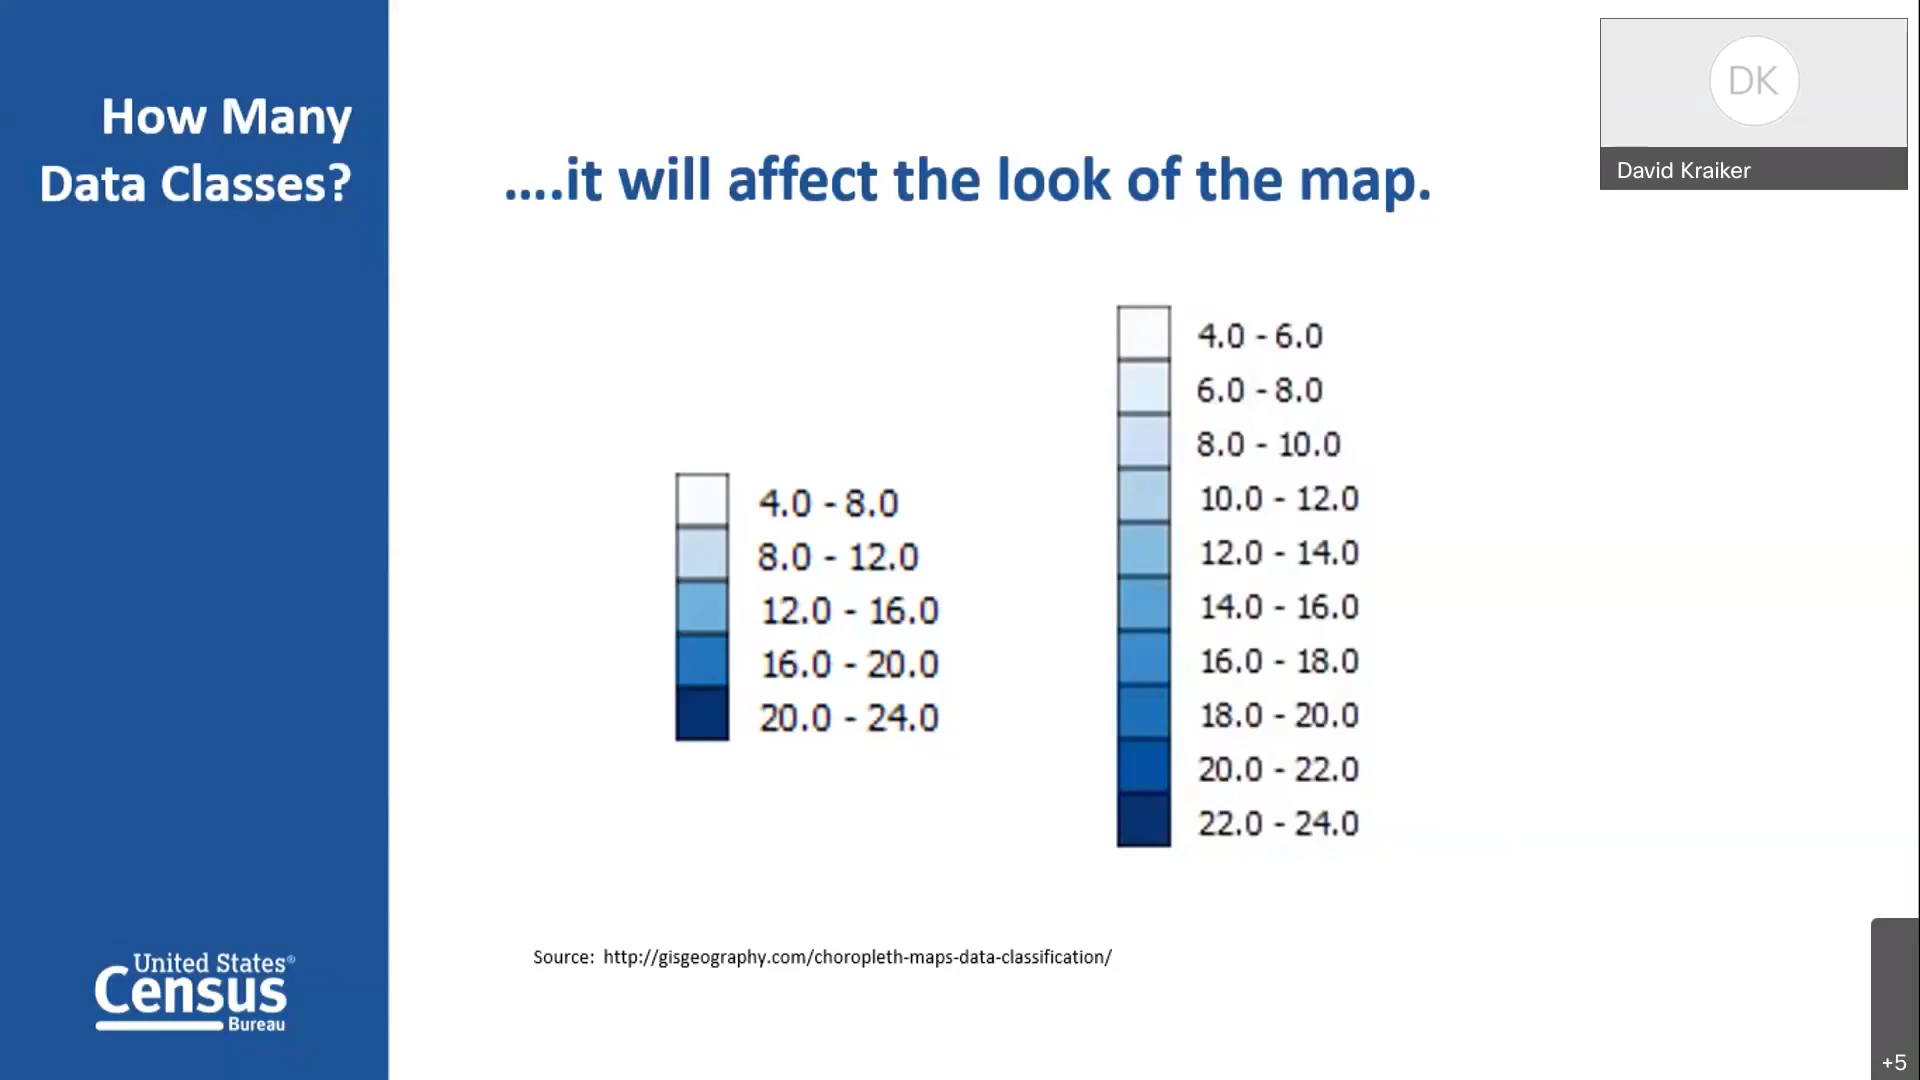 How Many
Data Classes?
....it will affect the look of the map.
DK
David Kraiker
4.0 - 8.0
8.0 - 12.0
12.0 - 16.0
16.0 - 20.0
20.0 - 24.0
4.0 - 6.0
6.0 - 8.0
8.0 - 10.0
10.0 - 12.0
12.0 - 14.0
14.0 - 16.0
16.0 - 18.0
18.0 - 20.0
20.0 - 22.0
22.0 - 24.0
Source: http://gisgeography.com/choropleth-maps-data-classification/
United States®
Census
Bureau
+5